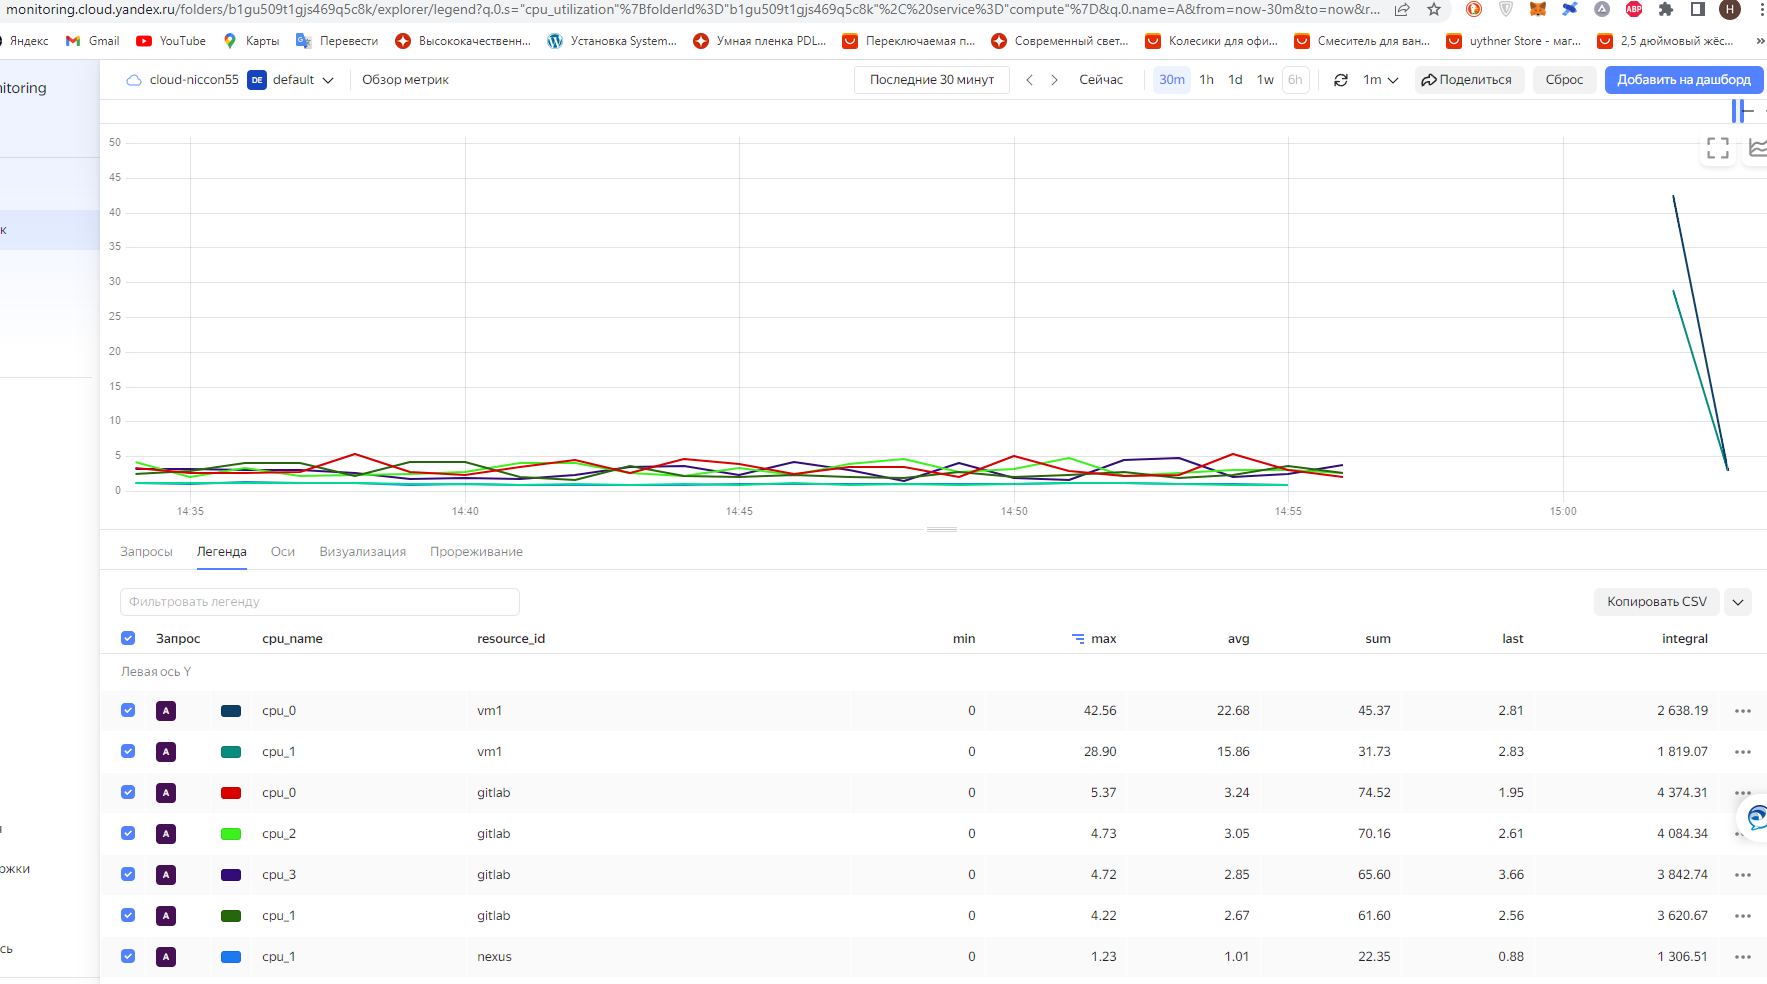 monitoring.cloud.yandex.ru/folders/b1gu509t1gjs469q5c8k/explorer/legend?q.0.s="cpu_utilization"%7BfolderId%3D"b1gu509t1gjs469q5c8k"%2C%20service%3D"compute"%7D&q.0.name=A&from=now-30m&to=now&r...
ABP
H
Яндекс Gmail YouTube Карты Перевести Высококачественн... Установка System... Умная пленка PDL... Переключаемая п... Современный свет... Колесики для офи... Смеситель для ван... uythner Store - маг... 2,5 дюймовый жёс... »
nitoring
cloud-niccon55 DE default Обзор метрик Последние 30 минут Сейчас 30m 1h 1d 1w 6h 1m Поделиться Сброс Добавить на дашборд
50
45
40
35
30
25
20
15
10
5
0
14:35 14:40 14:45 14:50 14:55 15:00
к
Запросы Легенда Оси Визуализация Прореживание
Фильтровать легенду Копировать CSV
Запрос cpu_name resource_id min max avg sum last integral
Левая ось Y
A cpu_0 vm1 0 42.56 22.68 45.37 2.81 2 638.19
A cpu_1 vm1 0 28.90 15.86 31.73 2.83 1 819.07
A cpu_0 gitlab 0 5.37 3.24 74.52 1.95 4 374.31
A cpu_2 gitlab 0 4.73 3.05 70.16 2.61 4 084.34
A cpu_3 gitlab 0 4.72 2.85 65.60 3.66 3 842.74
A cpu_1 gitlab 0 4.22 2.67 61.60 2.56 3 620.67
A cpu_1 nexus 0 1.23 1.01 22.35 0.88 1 306.51
ржки
сь